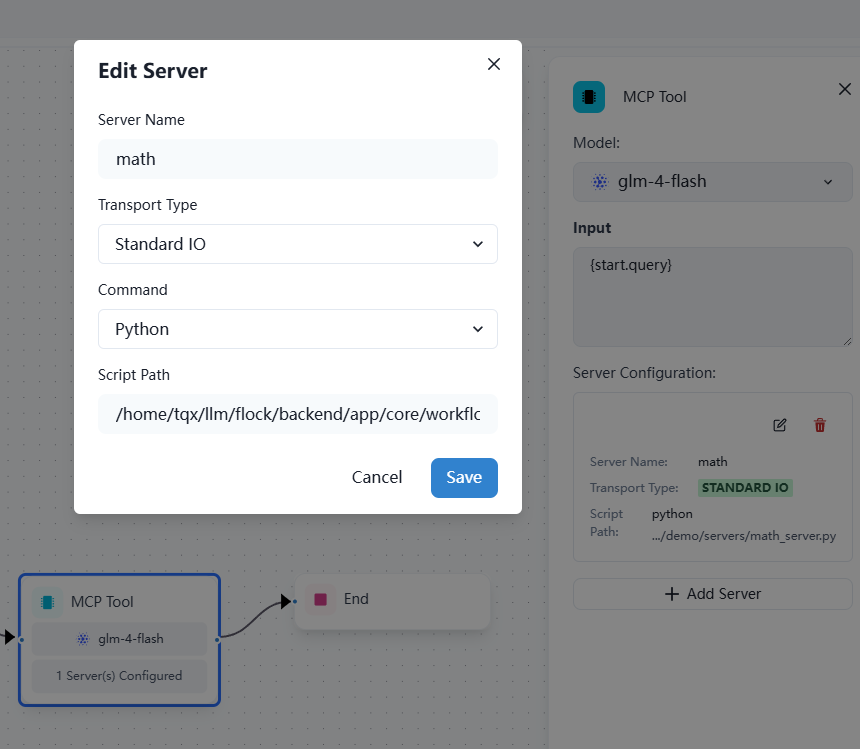 Edit Server
Server Name
math
Transport Type
Standard IO
Command
Python
Script Path
/home/tqx/llm/flock/backend/app/core/workflc
Cancel
Save
MCP Tool
Model:
glm-4-flash
Input
{start.query}
Server Configuration:
Server Name: math
Transport Type: STANDARD IO
Script Path: python
.../demo/servers/math_server.py
Add Server
MCP Tool
glm-4-flash
1 Server(s) Configured
End